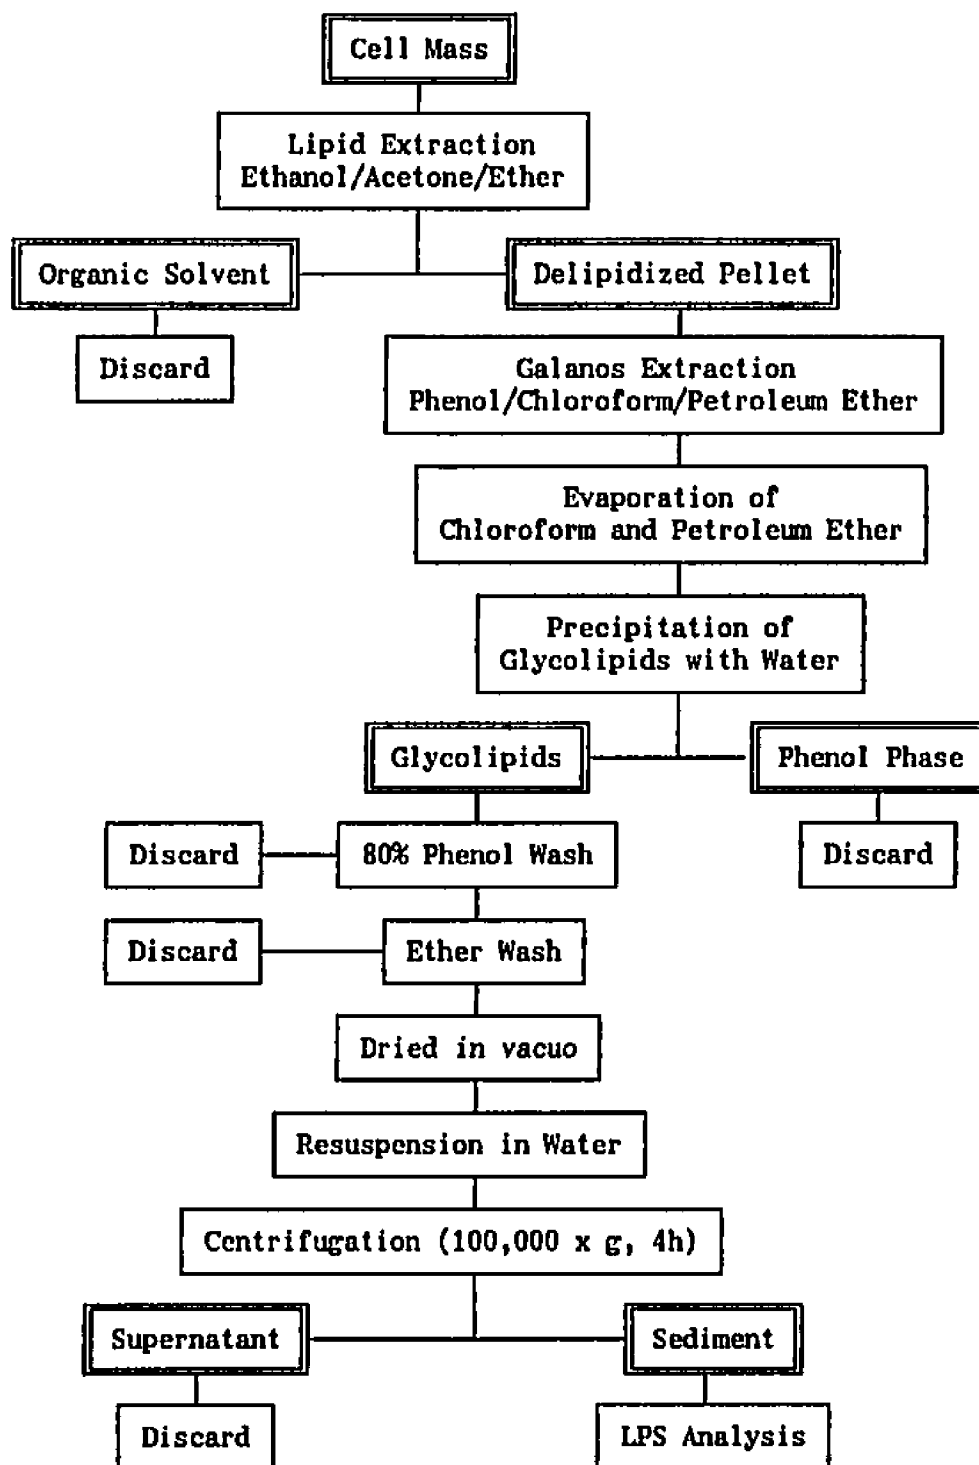 Cell Mass
Lipid Extraction
Ethanol/Acetone/Ether
Organic Solvent
Delipidized Pellet
Discard
Galanos Extraction
Phenol/Chloroform/Petroleum Ether
Evaporation of
Chloroform and Petroleum Ether
Precipitation of
Glycolipids with Water
Glycolipids
Phenol Phase
Discard
80% Phenol Wash
Discard
Discard
Ether Wash
Dried in vacuo
Resuspension in Water
Centrifugation (100,000 x g, 4h)
Supernatant
Sediment
Discard
LPS Analysis